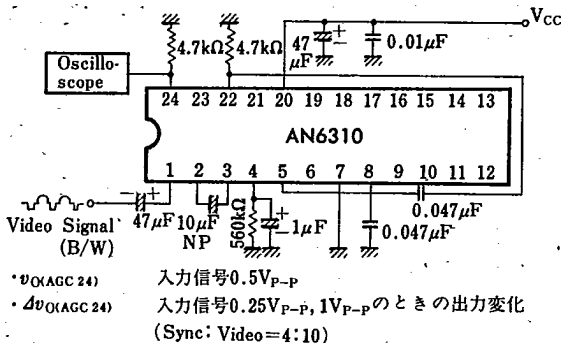 VCC
4.7kΩ
4.7kΩ
47
μF
0.01μF
Oscillo-
scope
24 23 22 21 20 19 18 17 16 15 14 13
AN6310
1 2 3 4 5 6 7 8 9 10 11 12
Video Signal
(B/W)
47μF
10μF
NP
560kΩ
1μF
0.047μF
0.047μF
・vO(AGC 24) 入力信号0.5VP-P
・ΔvO(AGC 24) 入力信号0.25VP-P, 1VP-Pのときの出力変化
(Sync: Video=4:10)